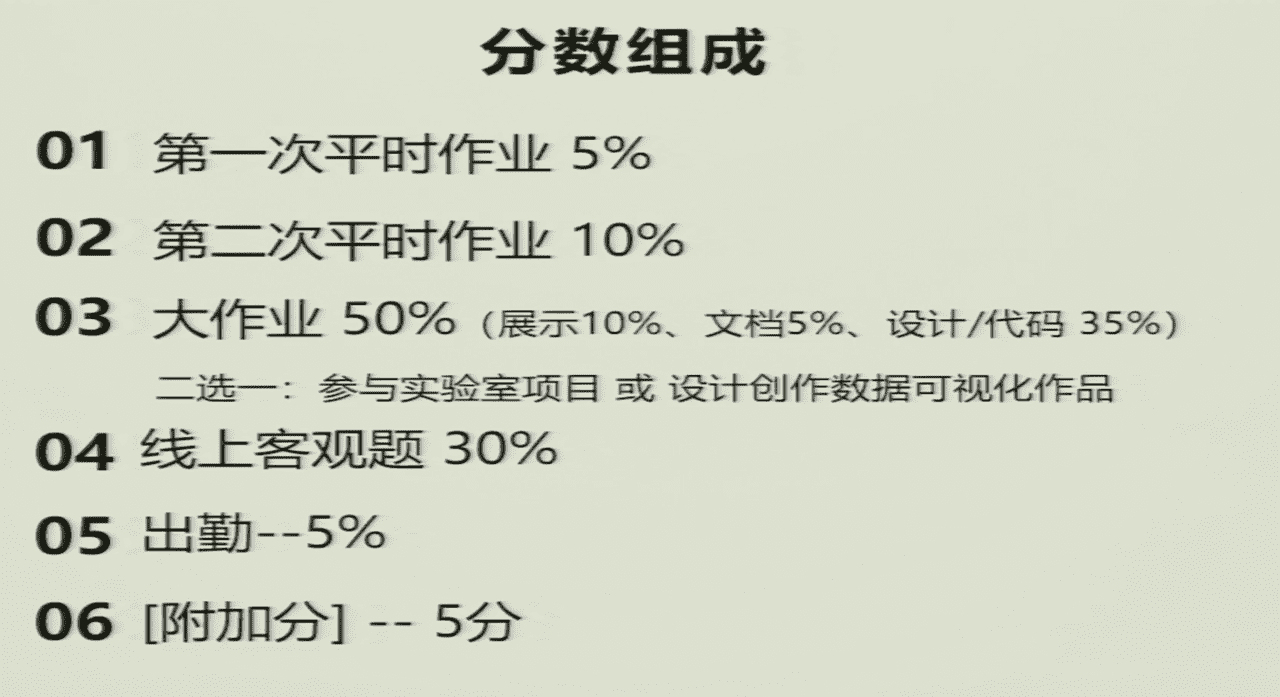 分数组成
01 第一次平时作业 5%
02 第二次平时作业 10%
03 大作业 50%（展示10%、文档5%、设计/代码 35%）
二选一：参与实验室项目 或 设计创作数据可视化作品
04 线上客观题 30%
05 出勤--5%
06 [附加分] -- 5分